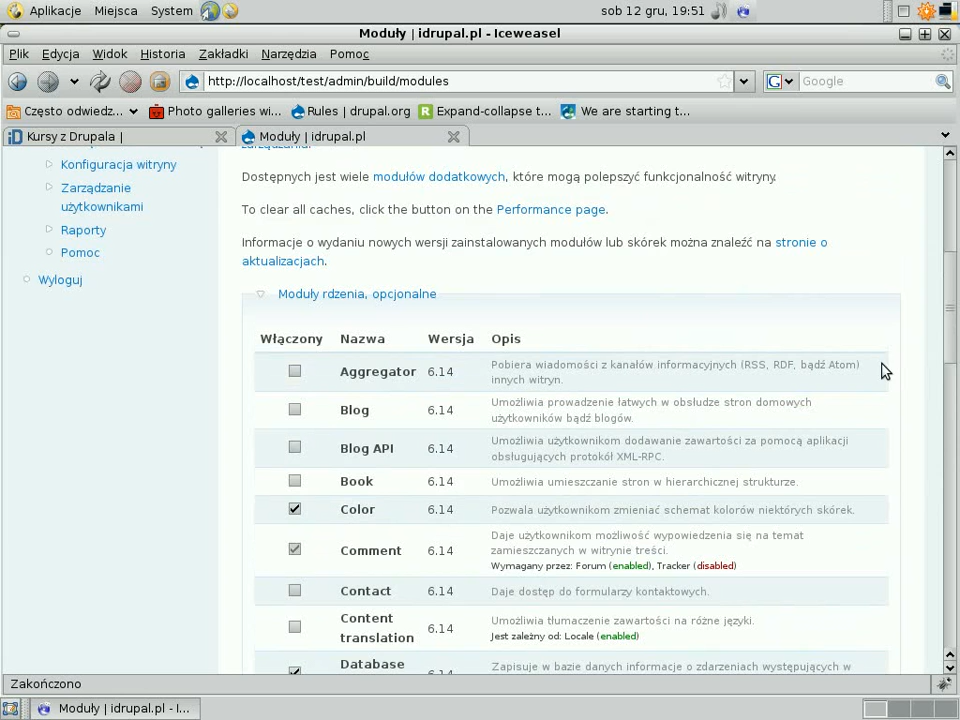 Aplikacje Miejsca System sob 12 gru, 19:51
Moduły | idrupal.pl - Iceweasel
Plik Edycja Widok Historia Zakładki Narzędzia Pomoc
http://localhost/test/admin/build/modules Google
Często odwiedz... Photo galleries wi... Rules | drupal.org Expand-collapse t... We are starting t...
Kursy z Drupala | Moduły | idrupal.pl
Konfiguracja witryny
Zarządzanie
użytkownikami
Raporty
Pomoc
Wyloguj
Dostępnych jest wiele modułów dodatkowych, które mogą polepszyć funkcjonalność witryny.
To clear all caches, click the button on the Performance page.
Informacje o wydaniu nowych wersji zainstalowanych modułów lub skórek można znaleźć na stronie o
aktualizacjach.
Moduły rdzenia, opcjonalne
Włączony Nazwa Wersja Opis
Aggregator 6.14 Pobiera wiadomości z kanałów informacyjnych (RSS, RDF, bądź Atom)
innych witryn.
Blog 6.14 Umożliwia prowadzenie łatwych w obsłudze stron domowych
użytkowników bądź blogów.
Blog API 6.14 Umożliwia użytkownikom dodawanie zawartości za pomocą aplikacji
obsługujących protokół XML-RPC.
Book 6.14 Umożliwia umieszczanie stron w hierarchicznej strukturze.
Color 6.14 Pozwala użytkownikom zmieniać schemat kolorów niektórych skórek.
Comment 6.14 Daje użytkownikom możliwość wypowiedzenia się na temat
zamieszczonych w witrynie treści.
Wymagany przez: Forum (enabled), Tracker (disabled)
Contact 6.14 Daje dostęp do formularzy kontaktowych.
Content
translation 6.14 Umożliwia tłumaczenie zawartości na różne języki.
Jest zależny od: Locale (enabled)
Database 6.14 Zapisuje w bazie danych informacje o zdarzeniach występujących w
Zakończono
Moduły | idrupal.pl - I...